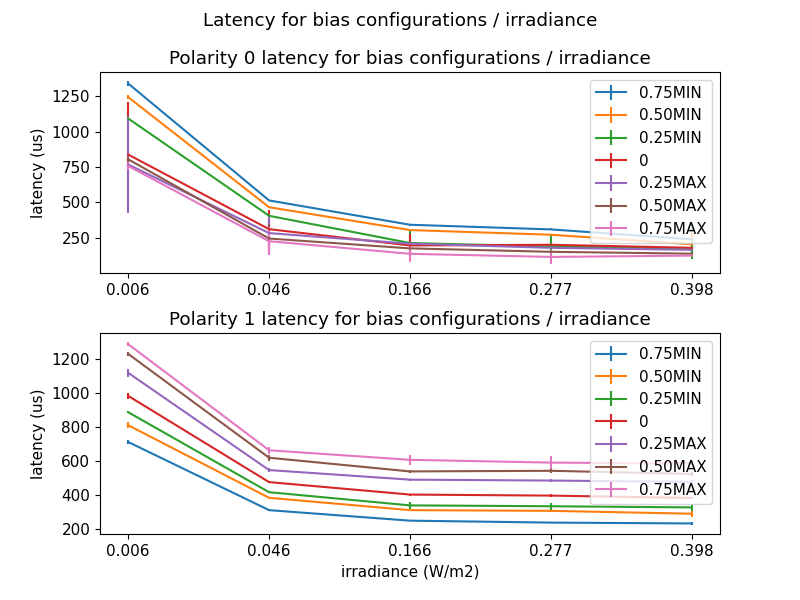 Latency for bias configurations / irradiance
Polarity 0 latency for bias configurations / irradiance
latency (us)
1250
1000
750
500
250
0.75MIN
0.50MIN
0.25MIN
0
0.25MAX
0.50MAX
0.75MAX
0.006 0.046 0.166 0.277 0.398
Polarity 1 latency for bias configurations / irradiance
latency (us)
1200
1000
800
600
400
200
0.75MIN
0.50MIN
0.25MIN
0
0.25MAX
0.50MAX
0.75MAX
0.006 0.046 0.166 0.277 0.398
irradiance (W/m2)